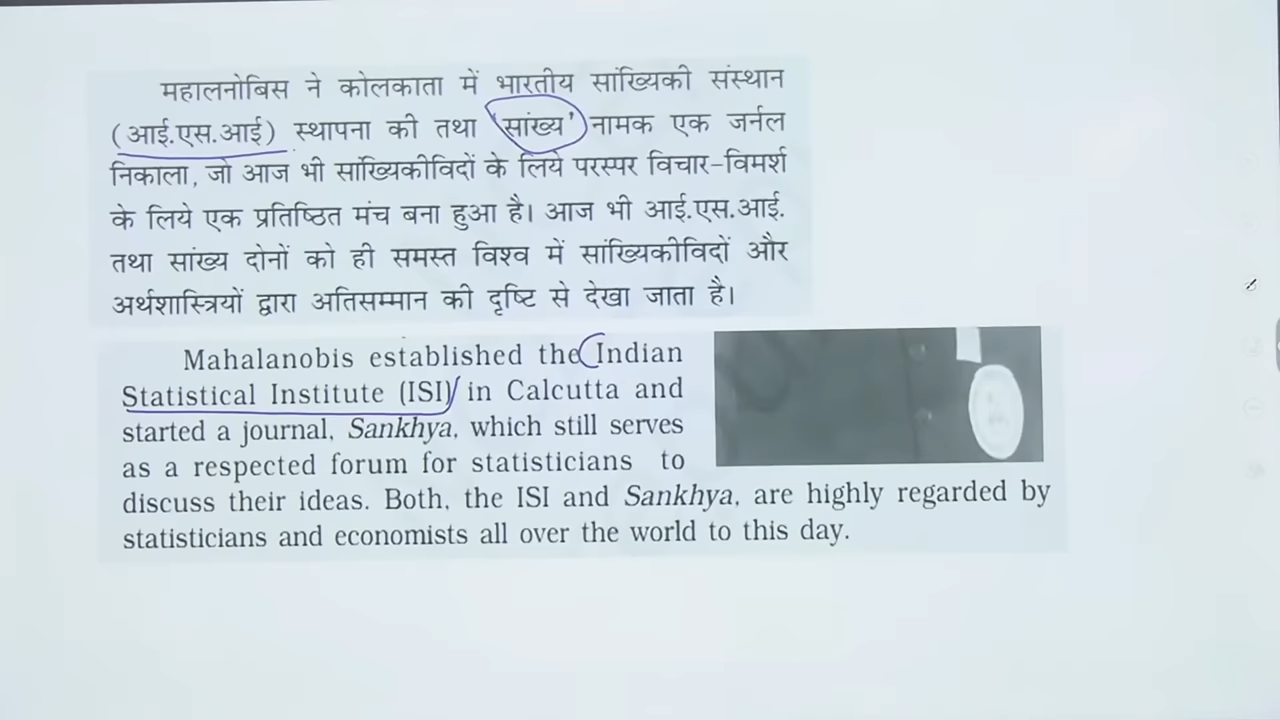 महालनोबिस ने कोलकाता में भारतीय सांख्यिकी संस्थान
(आई.एस.आई) स्थापना की तथा 'सांख्य' नामक एक जर्नल
निकाला, जो आज भी सांख्यिकीविदों के लिये परस्पर विचार-विमर्श
के लिये एक प्रतिष्ठित मंच बना हुआ है। आज भी आई.एस.आई.
तथा सांख्य दोनों को ही समस्त विश्व में सांख्यिकीविदों और
अर्थशास्त्रियों द्वारा अतिसम्मान की दृष्टि से देखा जाता है।
Mahalanobis established the Indian
Statistical Institute (ISI) in Calcutta and
started a journal, Sankhya, which still serves
as a respected forum for statisticians to
discuss their ideas. Both, the ISI and Sankhya, are highly regarded by
statisticians and economists all over the world to this day.